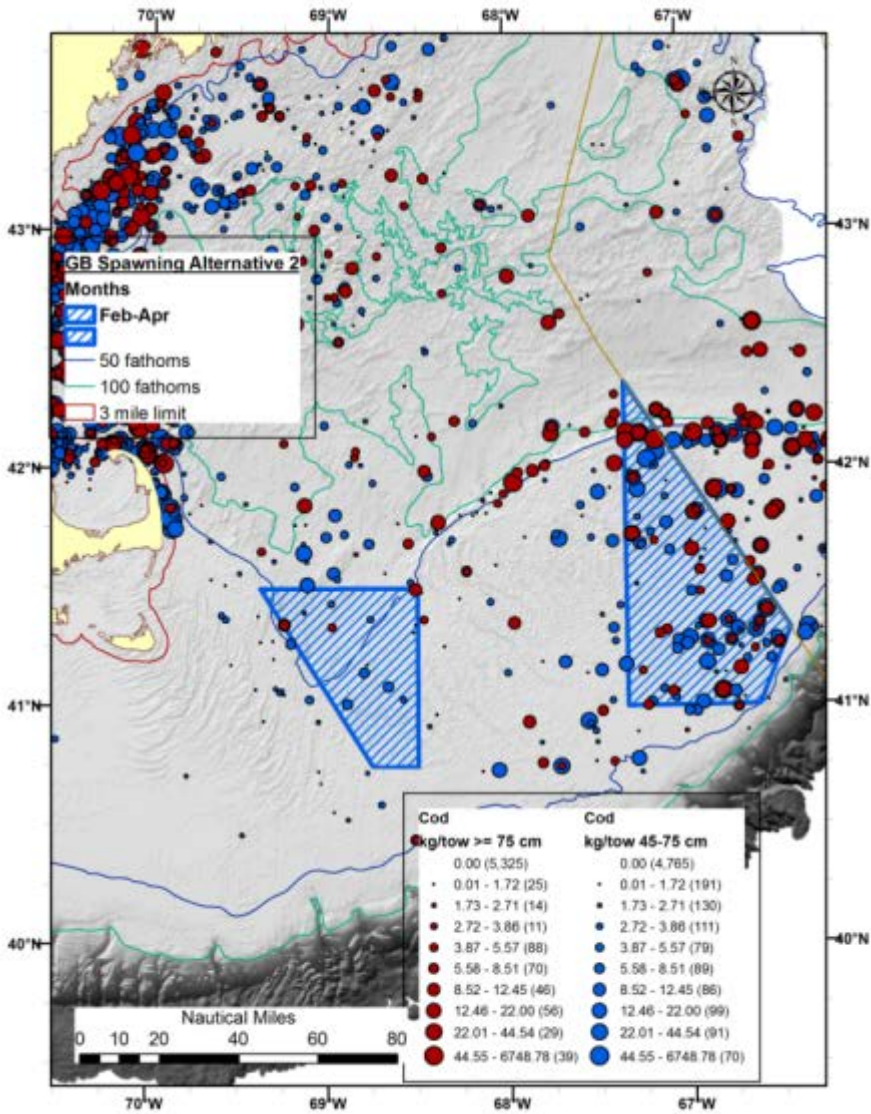 70°W 69°W 68°W 67°W
N
43°N 43°N
GB Spawning Alternative 2
Months
Feb-Apr
50 fathoms
100 fathoms
3 mile limit
42°N 42°N
41°N 41°N
Cod Cod
kg/tow >= 75 cm kg/tow 45-75 cm
0.00 (5,325) 0.00 (4,765)
0.01 - 1.72 (25) 0.01 - 1.72 (191)
1.73 - 2.71 (14) 1.73 - 2.71 (130)
2.72 - 3.86 (11) 2.72 - 3.86 (111)
40°N 40°N
3.87 - 5.57 (88) 3.87 - 5.57 (79)
5.58 - 8.51 (70) 5.58 - 8.51 (89)
8.52 - 12.45 (46) 8.52 - 12.45 (86)
12.46 - 22.00 (56) 12.46 - 22.00 (99)
22.01 - 44.54 (29) 22.01 - 44.54 (91)
44.55 - 6748.78 (39) 44.55 - 6748.78 (70)
Nautical Miles
0 10 20 40 60 80
70°W 69°W 68°W 67°W